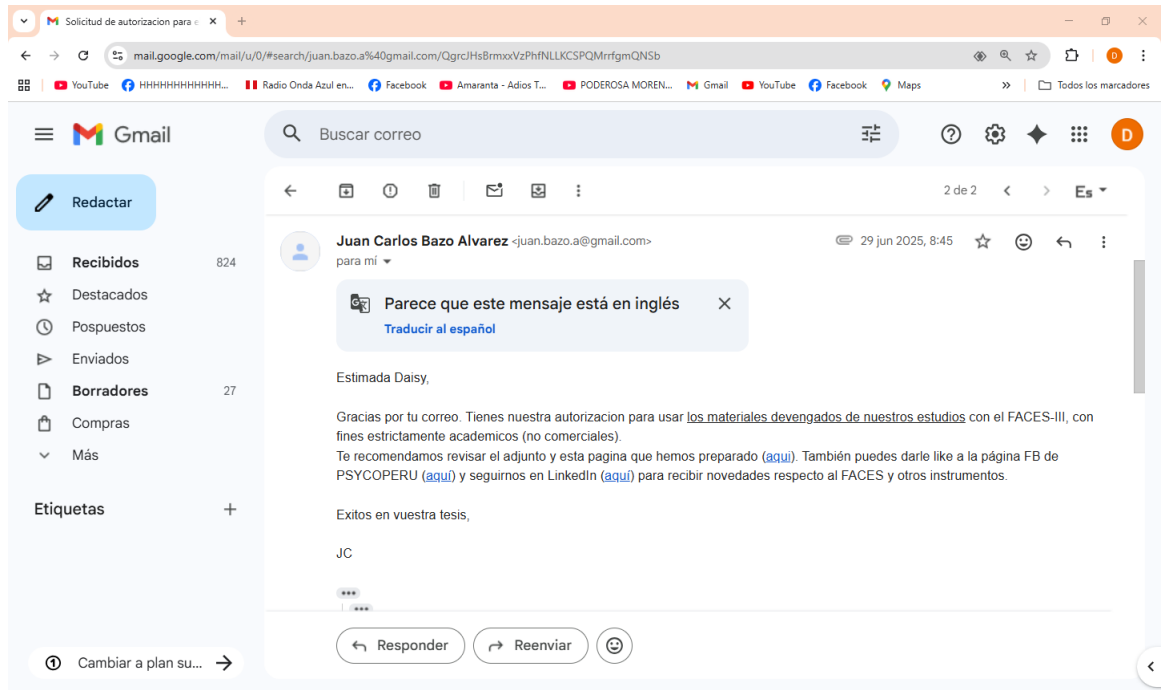 Solicitud de autorizacion para e
mail.google.com/mail/u/0/#search/juan.bazo.a%40gmail.com/QgrcJHsBrmxxVzPhfNLLKCSPQMrrfgmQNSb
D
YouTube HHHHHHHHHHHH... Radio Onda Azul en... Facebook Amaranta - Adios T... PODEROSA MOREN... Gmail YouTube Facebook Maps » Todos los marcadores
Gmail
Buscar correo
D
Redactar
2 de 2
Es
Recibidos 824
Destacados
Pospuestos
Enviados
Borradores 27
Compras
Más
Etiquetas
Juan Carlos Bazo Alvarez <juan.bazo.a@gmail.com> 29 jun 2025, 8:45
para mí
Parece que este mensaje está en inglés
Traducir al español
Estimada Daisy,
Gracias por tu correo. Tienes nuestra autorizacion para usar los materiales devengados de nuestros estudios con el FACES-III, con
fines estrictamente academicos (no comerciales).
Te recomendamos revisar el adjunto y esta pagina que hemos preparado (aqui). También puedes darle like a la página FB de
PSYCOPERU (aquí) y seguirnos en LinkedIn (aquí) para recibir novedades respecto al FACES y otros instrumentos.
Exitos en vuestra tesis,
JC
Responder
Reenviar
1 Cambiar a plan su...